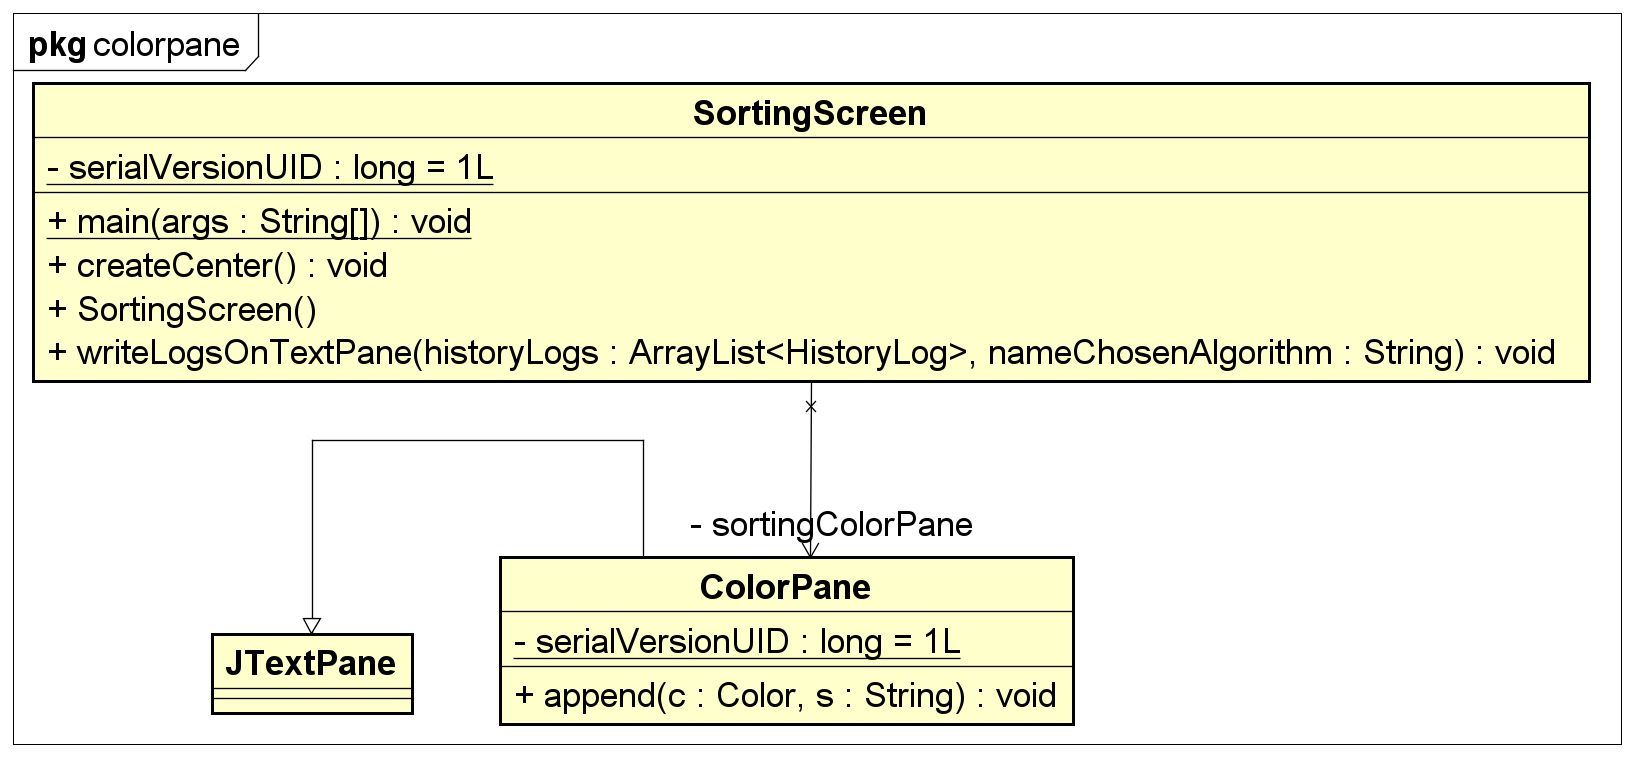 pkg colorpane
SortingScreen
- serialVersionUID : long = 1L
+ main(args : String[]) : void
+ createCenter() : void
+ SortingScreen()
+ writeLogsOnTextPane(historyLogs : ArrayList<HistoryLog>, nameChosenAlgorithm : String) : void
- sortingColorPane
ColorPane
- serialVersionUID : long = 1L
+ append(c : Color, s : String) : void
JTextPane